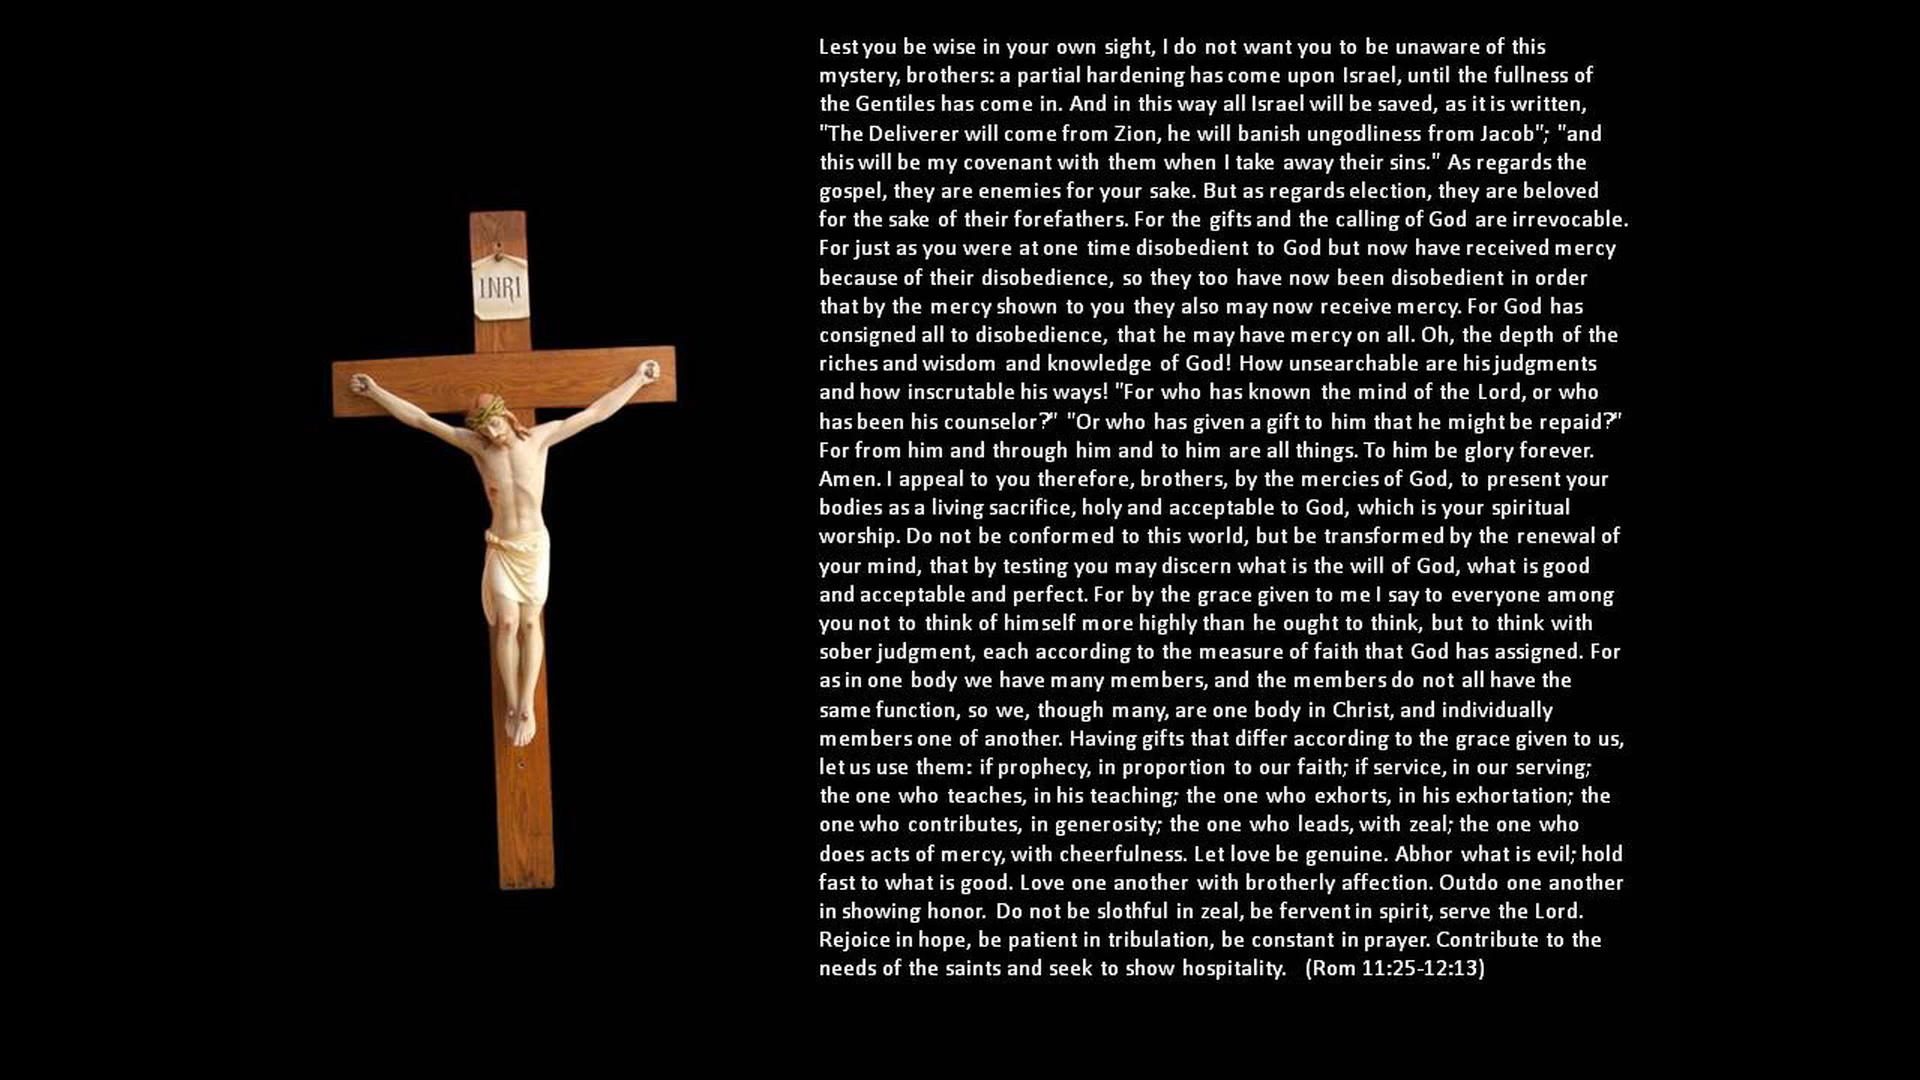 INRI
Lest you be wise in your own sight, I do not want you to be unaware of this
mystery, brothers: a partial hardening has come upon Israel, until the fullness of
the Gentiles has come in. And in this way all Israel will be saved, as it is written,
"The Deliverer will come from Zion, he will banish ungodliness from Jacob"; "and
this will be my covenant with them when I take away their sins." As regards the
gospel, they are enemies for your sake. But as regards election, they are beloved
for the sake of their forefathers. For the gifts and the calling of God are irrevocable.
For just as you were at one time disobedient to God but now have received mercy
because of their disobedience, so they too have now been disobedient in order
that by the mercy shown to you they also may now receive mercy. For God has
consigned all to disobedience, that he may have mercy on all. Oh, the depth of the
riches and wisdom and knowledge of God! How unsearchable are his judgments
and how inscrutable his ways! "For who has known the mind of the Lord, or who
has been his counselor?" "Or who has given a gift to him that he might be repaid?"
For from him and through him and to him are all things. To him be glory forever.
Amen. I appeal to you therefore, brothers, by the mercies of God, to present your
bodies as a living sacrifice, holy and acceptable to God, which is your spiritual
worship. Do not be conformed to this world, but be transformed by the renewal of
your mind, that by testing you may discern what is the will of God, what is good
and acceptable and perfect. For by the grace given to me I say to everyone among
you not to think of himself more highly than he ought to think, but to think with
sober judgment, each according to the measure of faith that God has assigned. For
as in one body we have many members, and the members do not all have the
same function, so we, though many, are one body in Christ, and individually
members one of another. Having gifts that differ according to the grace given to us,
let us use them: if prophecy, in proportion to our faith; if service, in our serving;
the one who teaches, in his teaching; the one who exhorts, in his exhortation; the
one who contributes, in generosity; the one who leads, with zeal; the one who
does acts of mercy, with cheerfulness. Let love be genuine. Abhor what is evil; hold
fast to what is good. Love one another with brotherly affection. Outdo one another
in showing honor. Do not be slothful in zeal, be fervent in spirit, serve the Lord.
Rejoice in hope, be patient in tribulation, be constant in prayer. Contribute to the
needs of the saints and seek to show hospitality. (Rom 11:25-12:13)